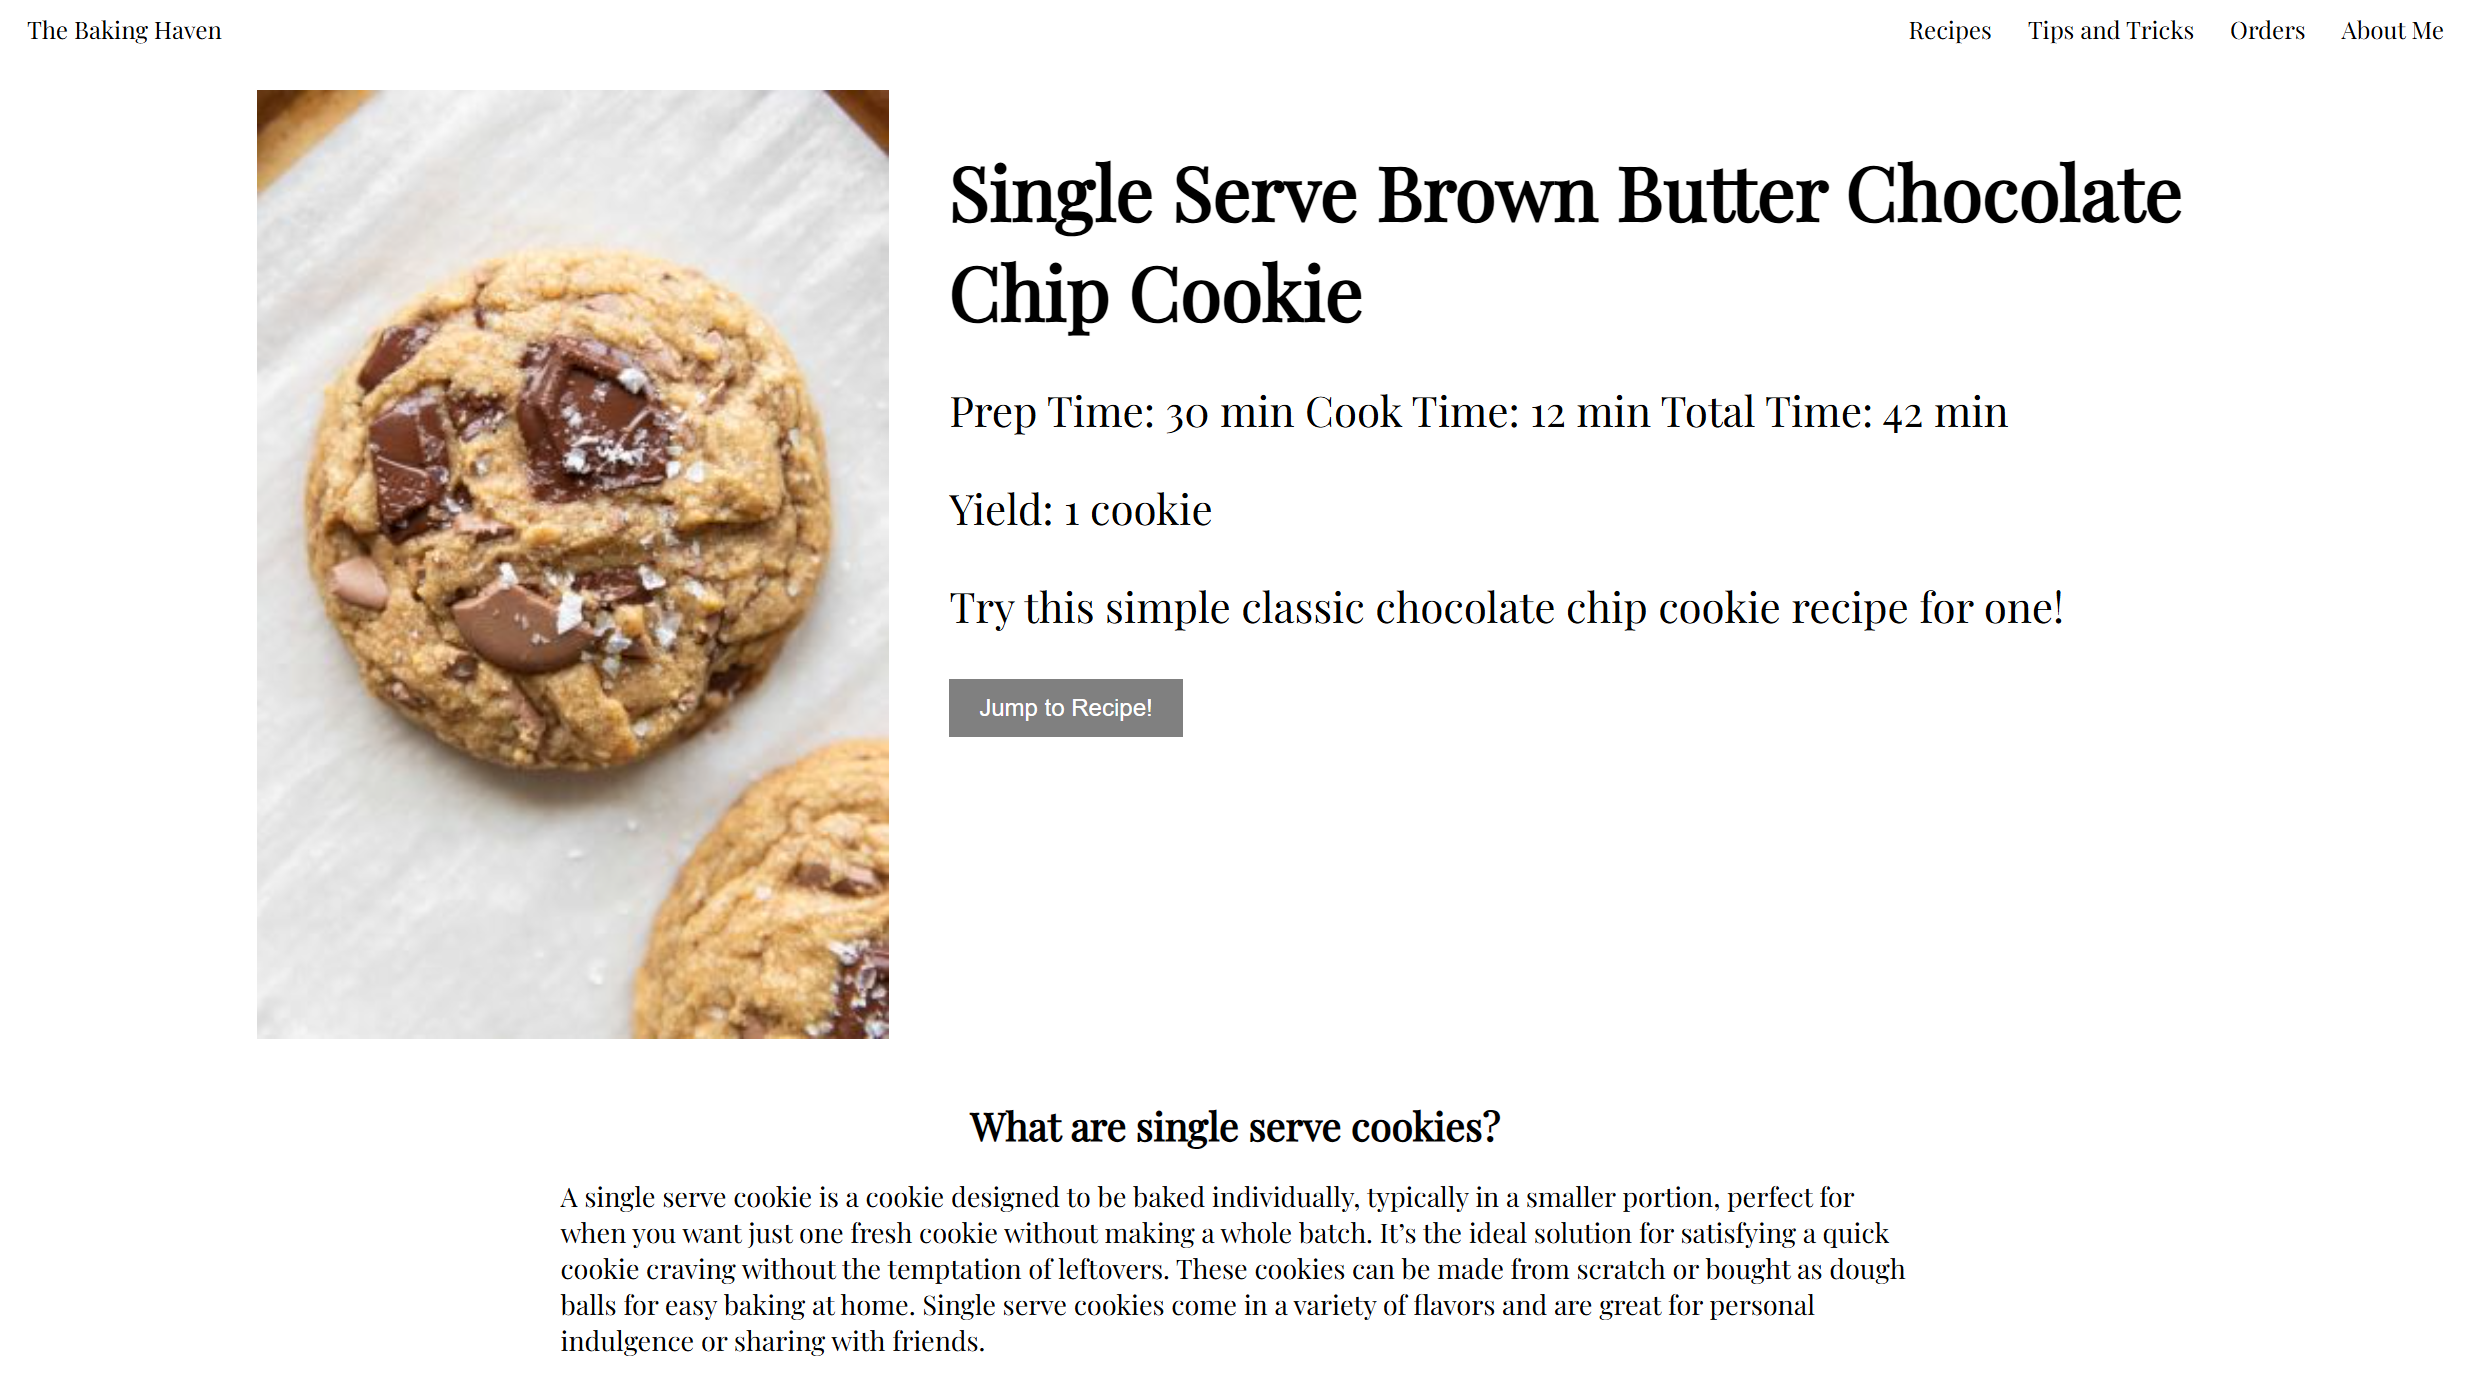 The Baking Haven
Recipes Tips and Tricks Orders About Me
Single Serve Brown Butter Chocolate
Chip Cookie
Prep Time: 30 min Cook Time: 12 min Total Time: 42 min
Yield: 1 cookie
Try this simple classic chocolate chip cookie recipe for one!
Jump to Recipe!
What are single serve cookies?
A single serve cookie is a cookie designed to be baked individually, typically in a smaller portion, perfect for
when you want just one fresh cookie without making a whole batch. It’s the ideal solution for satisfying a quick
cookie craving without the temptation of leftovers. These cookies can be made from scratch or bought as dough
balls for easy baking at home. Single serve cookies come in a variety of flavors and are great for personal
indulgence or sharing with friends.